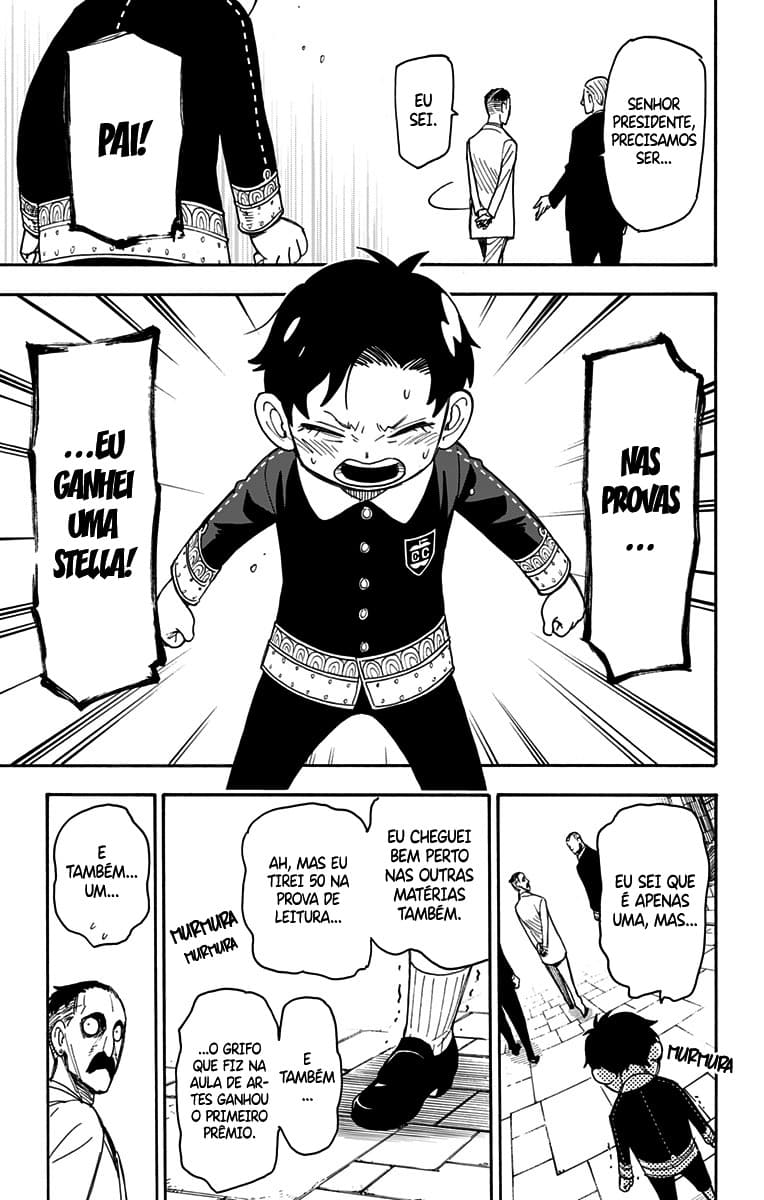 SENHOR
PRESIDENTE,
PRECISAMOS
SER...
EU
SEI.
PAI!
NAS
PROVAS
...
...EU
GANHEI
UMA
STELLA!
CC
EU SEI QUE
É APENAS
UMA, MAS...
MURMURA
EU CHEGUEI
BEM PERTO
NAS OUTRAS
MATÉRIAS
TAMBÉM.
AH, MAS EU
TIREI 50 NA
PROVA DE
LEITURA...
MURMURA
MURMURA
E
TAMBÉM
...
...O GRIFO
QUE FIZ NA
AULA DE AR-
TES GANHOU
O PRIMEIRO
PRÊMIO.
E
TAMBÉM...
UM...